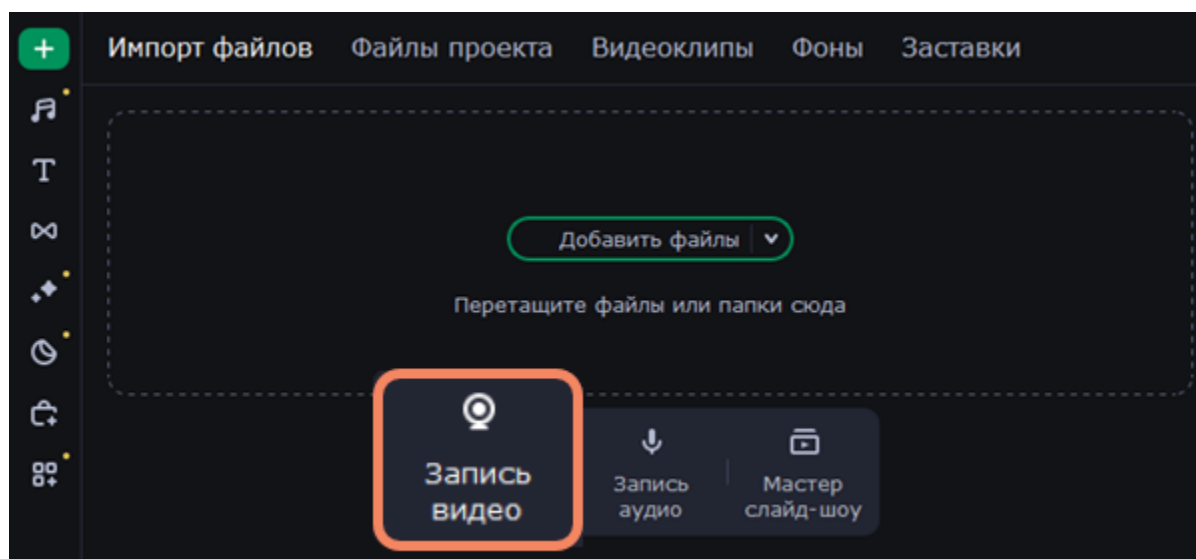 Импорт файлов Файлы проекта Видеоклипы Фоны Заставки
Добавить файлы
Перетащите файлы или папки сюда
Запись
видео
Запись
аудио
Мастер
слайд-шоу